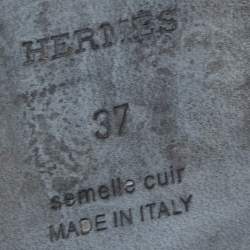 HERMES
37
semelle cuir
MADE IN ITALY